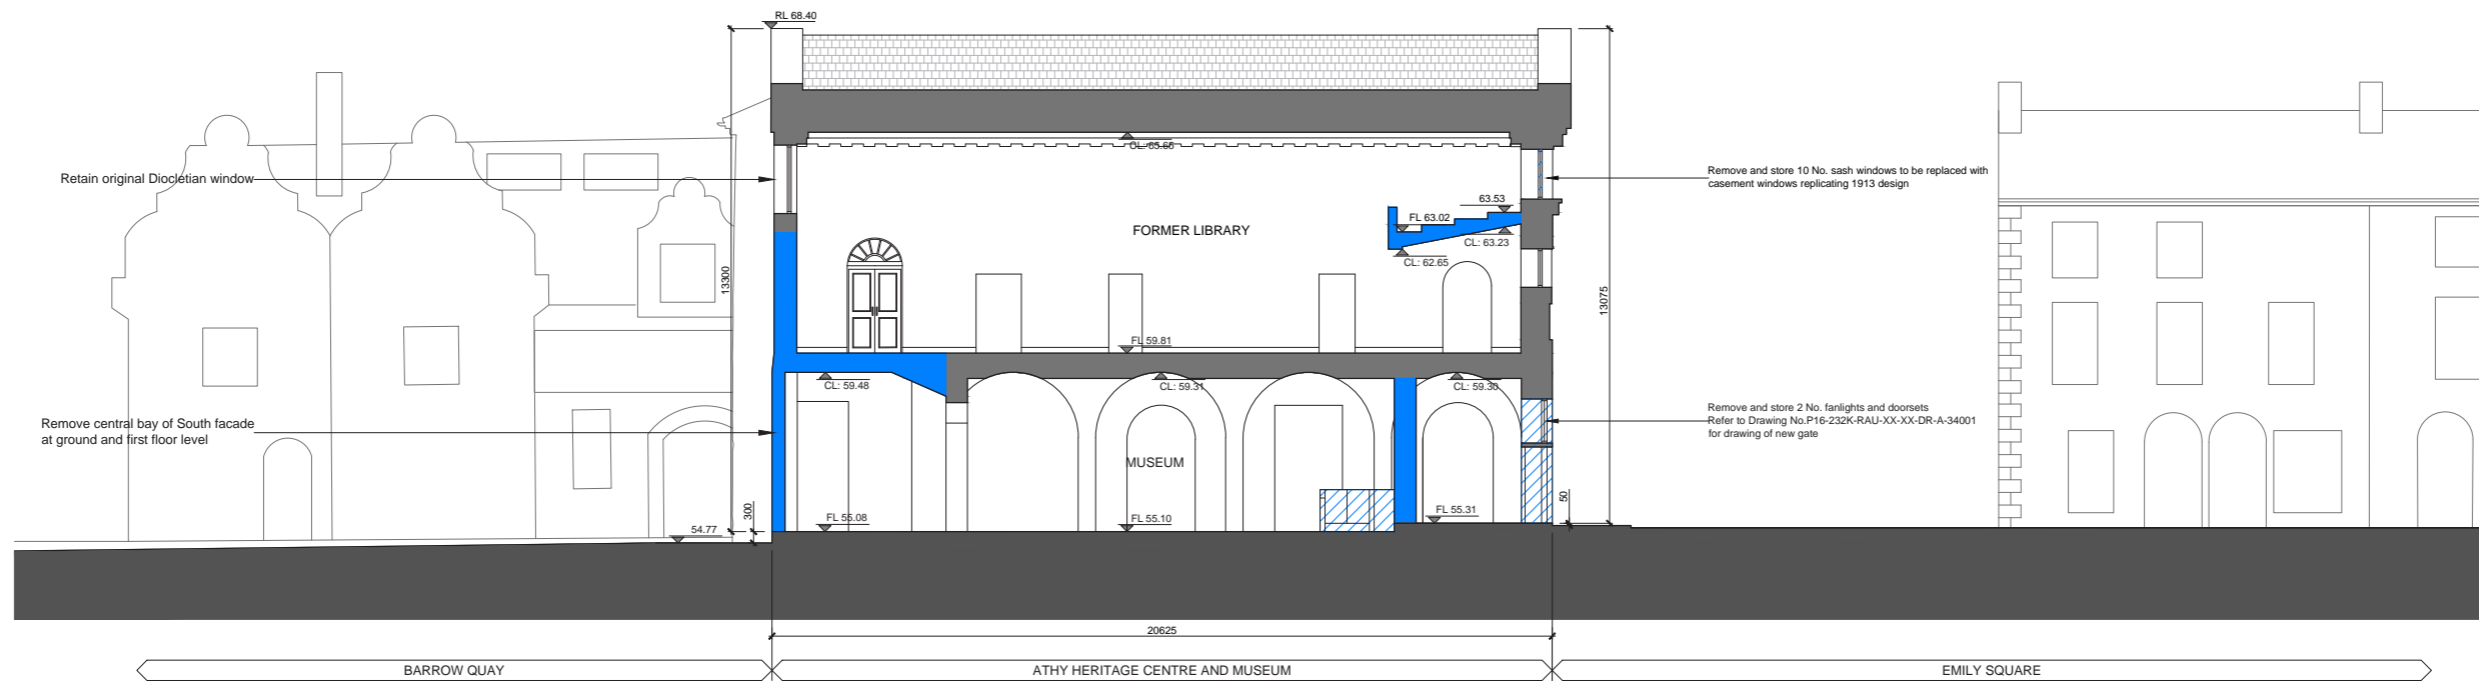 RL 68.40
CL: 65.66
Retain original Diocletian window
Remove and store 10 No. sash windows to be replaced with
casement windows replicating 1913 design
63.53
FL 63.02
FORMER LIBRARY
CL: 63.23
CL: 62.65
13300
13075
FL 59.81
CL: 59.48
CL: 59.31
CL: 59.30
Remove central bay of South facade
at ground and first floor level
Remove and store 2 No. fanlights and doorsets
Refer to Drawing No.P16-232K-RAU-XX-XX-DR-A-34001
for drawing of new gate
MUSEUM
50
300
FL 55.08
FL 55.10
FL 55.31
54.77
20625
BARROW QUAY
ATHY HERITAGE CENTRE AND MUSEUM
EMILY SQUARE